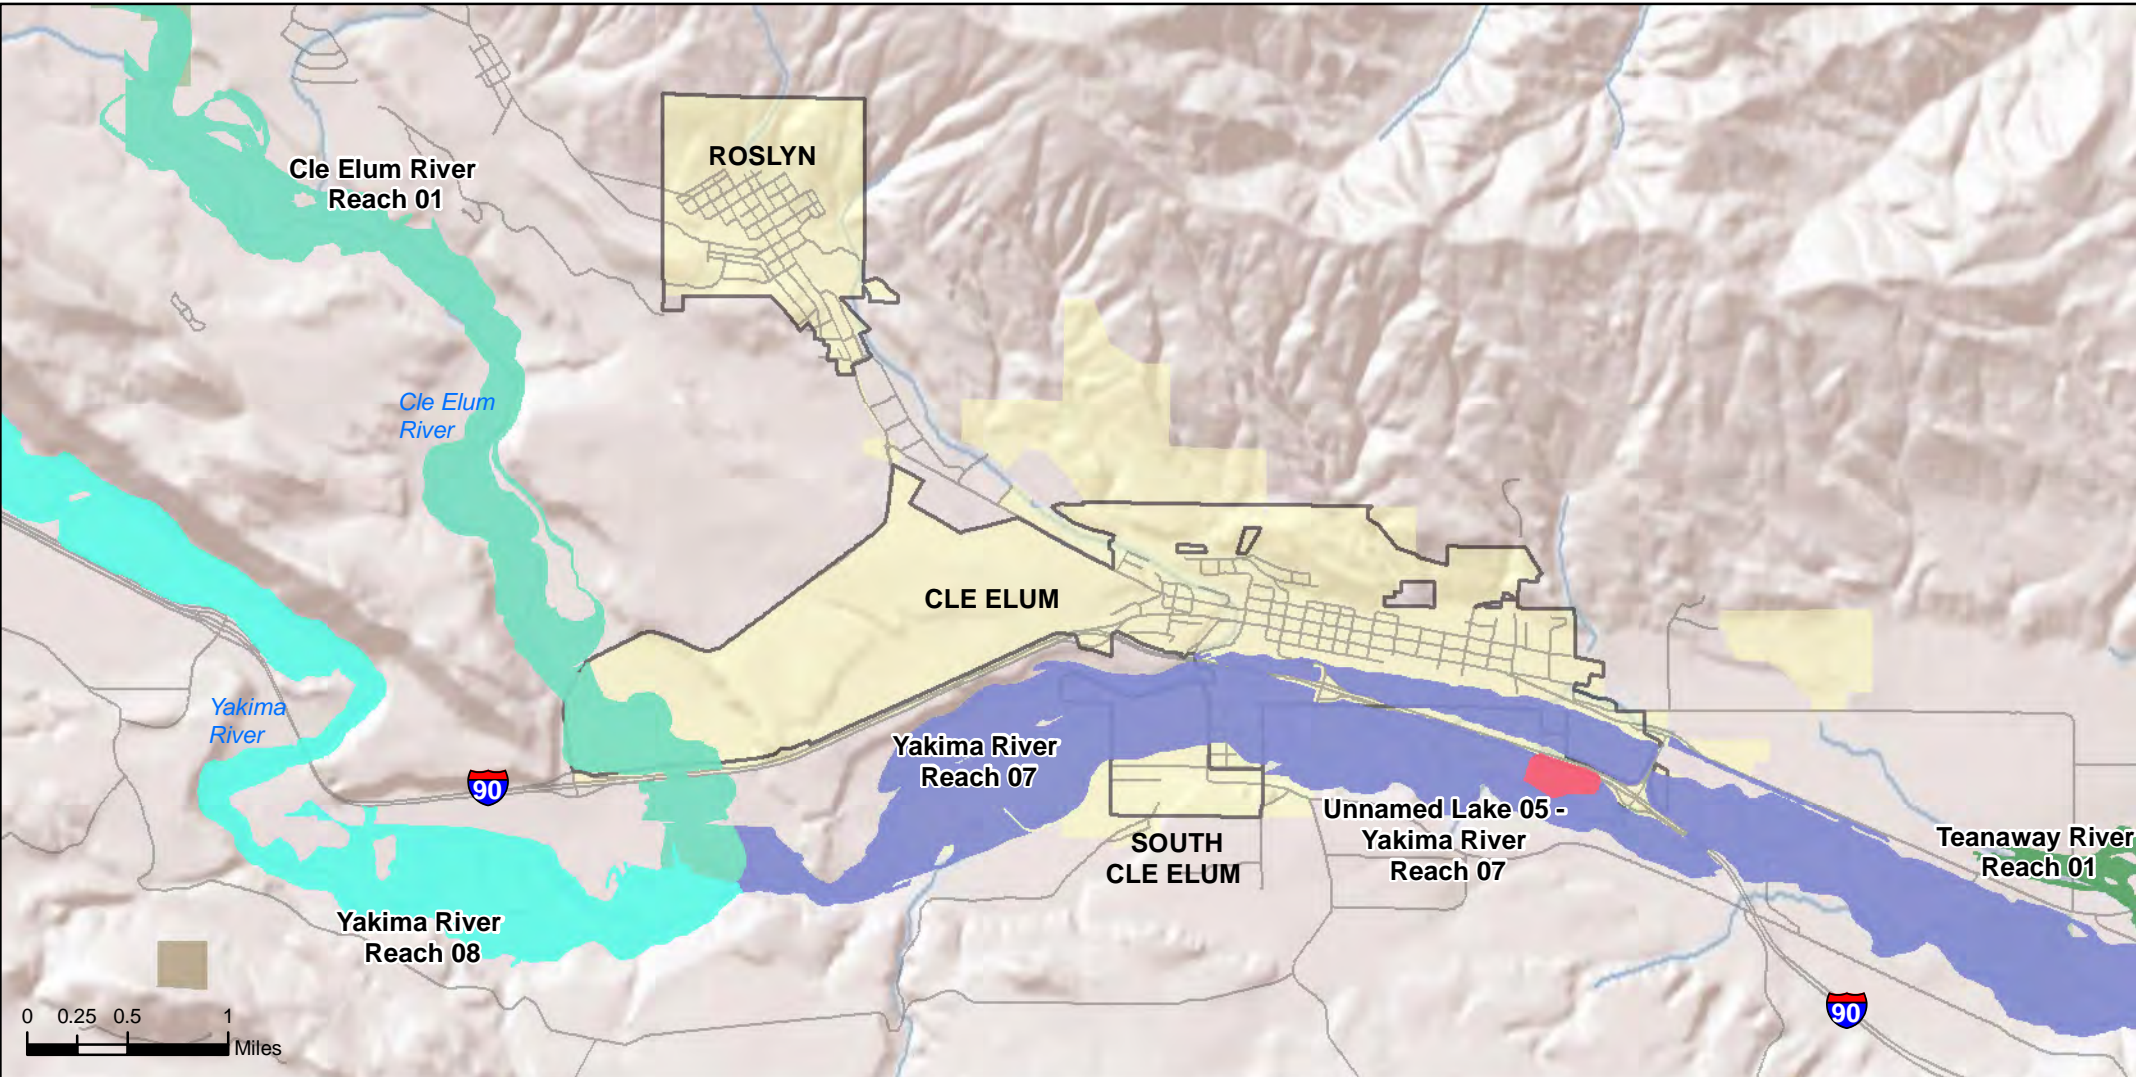 ROSLYN
Cle Elum River
Reach 01
Cle Elum
River
CLE ELUM
Yakima
River
Yakima River
Reach 07
90
Unnamed Lake 05 -
Yakima River
Reach 07
SOUTH
CLE ELUM
Teanaway River
Reach 01
Yakima River
Reach 08
90
0 0.25 0.5 1
Miles